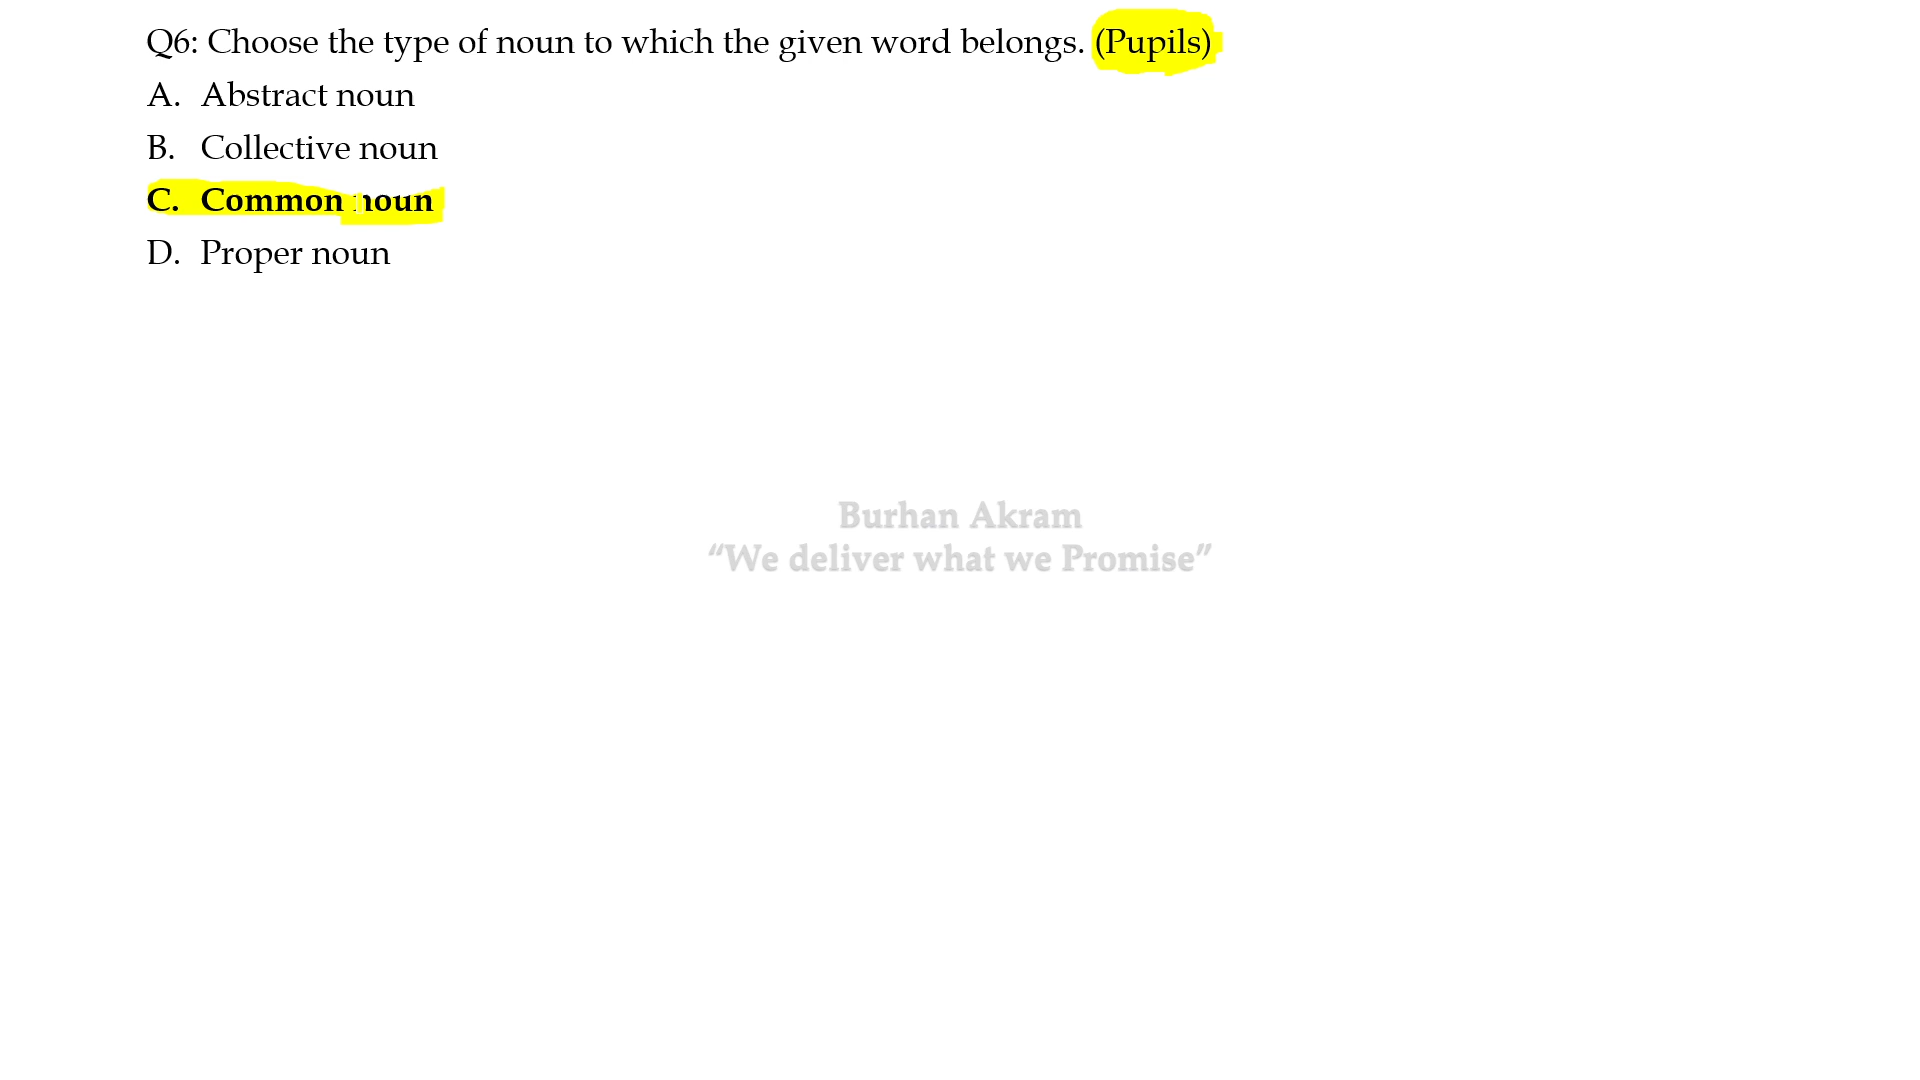 Q6: Choose the type of noun to which the given word belongs. (Pupils)
A. Abstract noun
B. Collective noun
C. Common noun
D. Proper noun
Burhan Akram
“We deliver what we Promise”